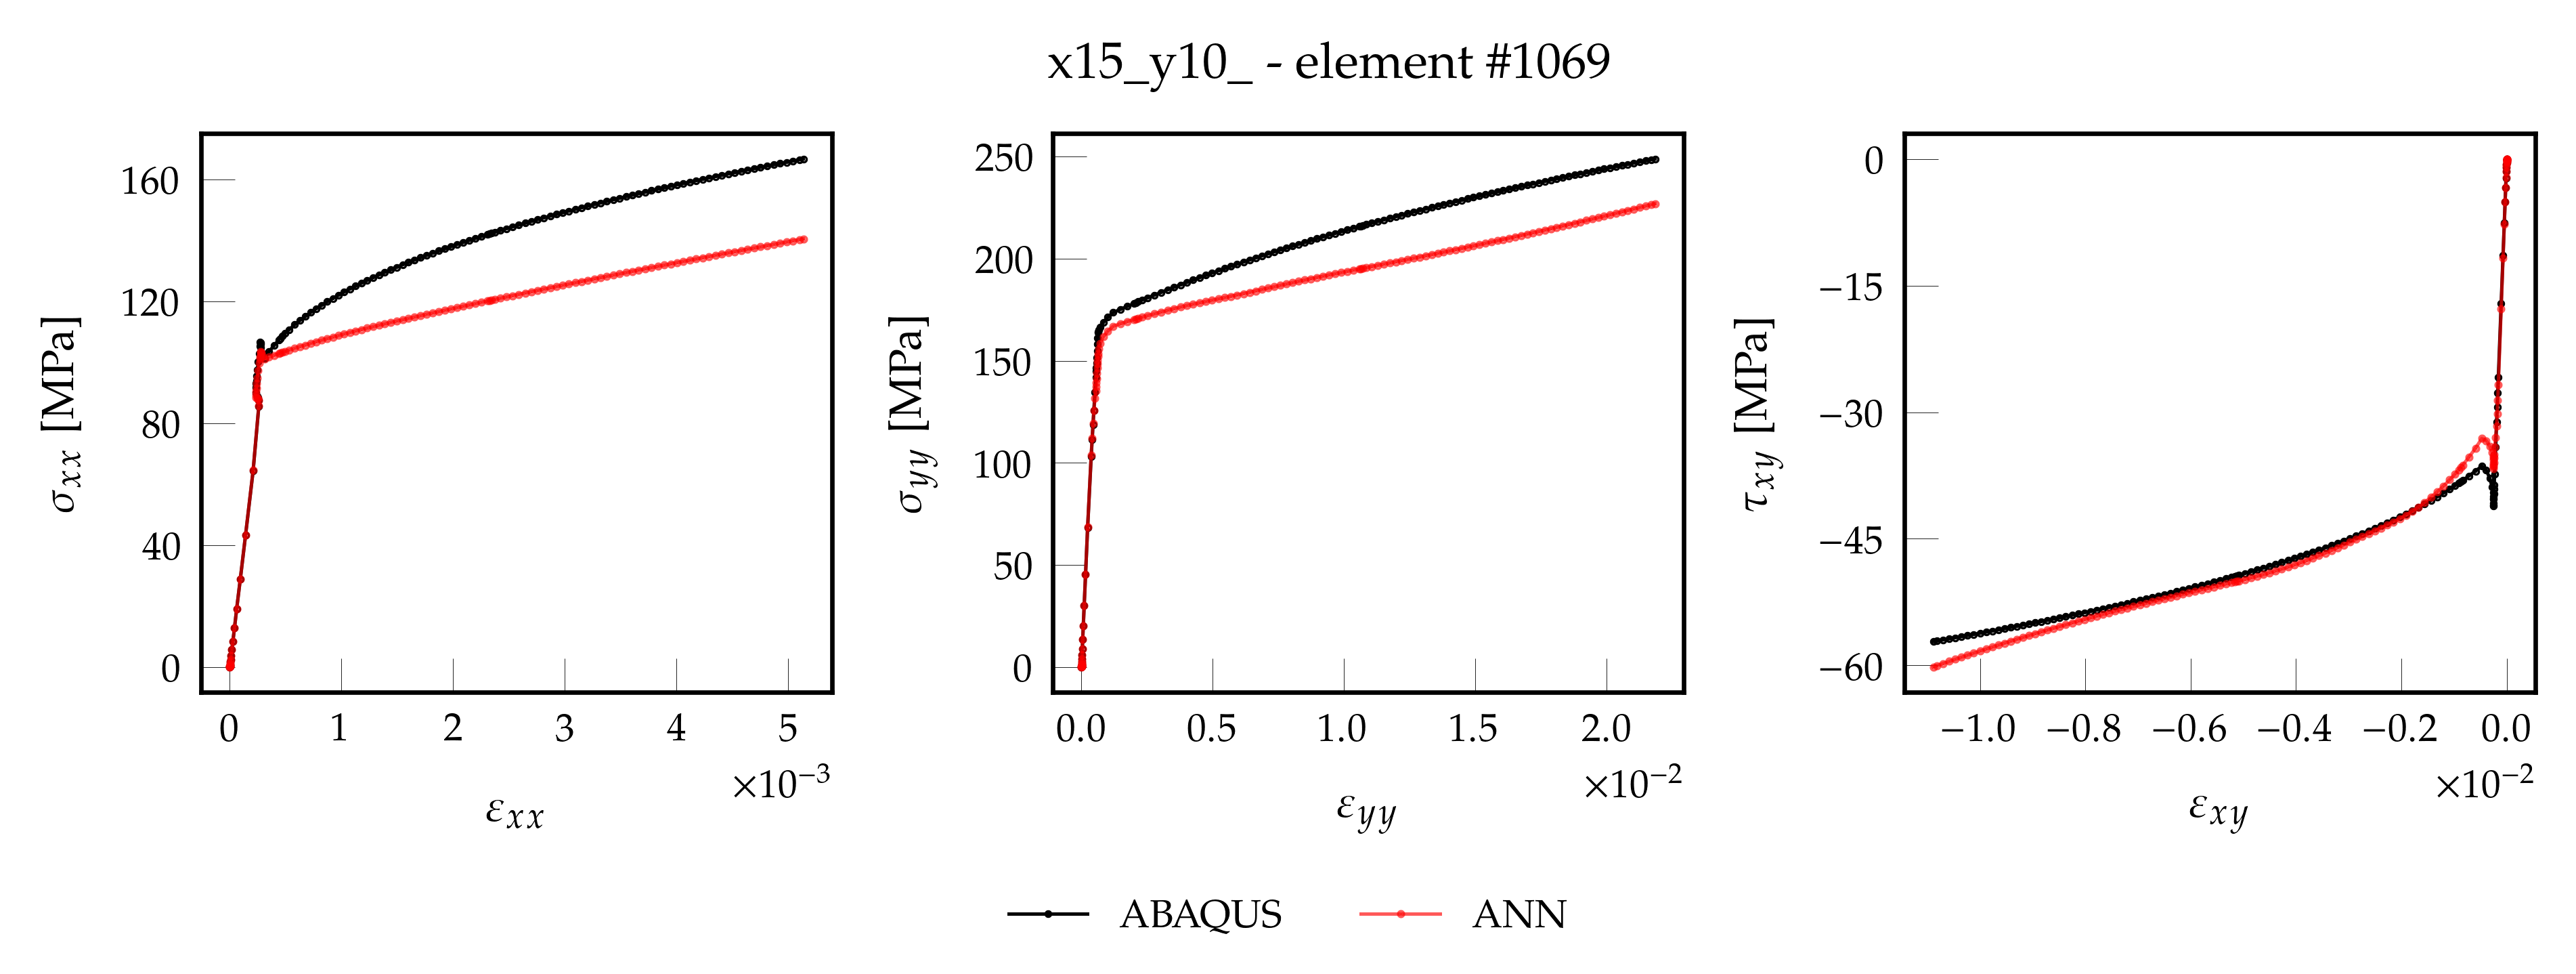 x15_y10_ - element #1069
σxx [MPa]
160
120
80
40
0
0 1 2 3 4 5
×10−3
εxx
σyy [MPa]
250
200
150
100
50
0
0.0 0.5 1.0 1.5 2.0
×10−2
εyy
τxy [MPa]
0
−15
−30
−45
−60
−1.0 −0.8 −0.6 −0.4 −0.2 0.0
×10−2
εxy
ABAQUS ANN